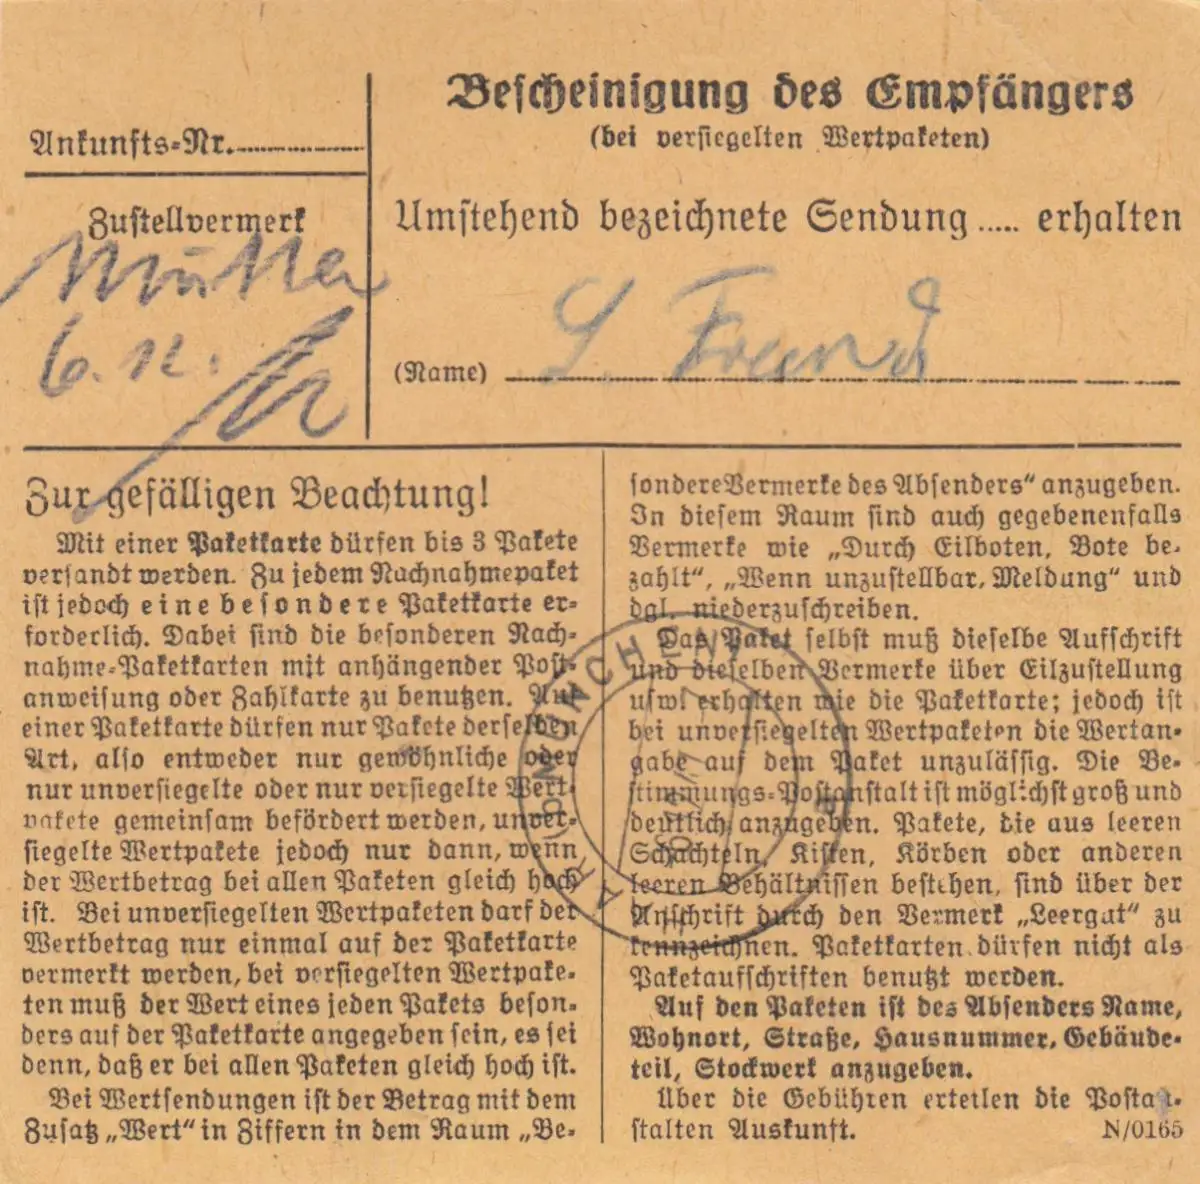 Ankunfts=Nr.
Zustellvermerk
Mutter
6. 12.
Bescheinigung des Empfängers
(bei versiegelten Wertpaketen)
Umstehend bezeichnete Sendung ..... erhalten
(Name) S. Freund
Zur gefälligen Beachtung!
Mit einer Paketkarte dürfen bis 3 Pakete
versandt werden. Zu jedem Nachnahmepaket
ist jedoch eine besondere Paketkarte er=
forderlich. Dabei sind die besonderen Nach=
nahme=Paketkarten mit anhängender Post=
anweisung oder Zahlkarte zu benutzen. Auf
einer Paketkarte dürfen nur Pakete derselben
Art, also entweder nur gewöhnliche oder
nur unversiegelte oder nur versiegelte Wert=
pakete gemeinsam befördert werden, unver=
siegelte Wertpakete jedoch nur dann, wenn
der Wertbetrag bei allen Paketen gleich hoch
ist. Bei unversiegelten Wertpaketen darf der
Wertbetrag nur einmal auf der Paketkarte
vermerkt werden, bei versiegelten Wertpake=
ten muß der Wert eines jeden Pakets beson=
ders auf der Paketkarte angegeben sein, es sei
denn, daß er bei allen Paketen gleich hoch ist.
Bei Wertsendungen ist der Betrag mit dem
Zusatz „Wert“ in Ziffern in dem Raum „Be=
sondere Vermerke des Absenders“ anzugeben.
In diesem Raum sind auch gegebenenfalls
Vermerke wie „Durch Eilboten, Bote be=
zahlt“, „Wenn unzustellbar, Meldung“ und
dgl. niederzuschreiben.
Das Paket selbst muß dieselbe Aufschrift
und dieselben Vermerke über Eilzustellung
usw. erhalten wie die Paketkarte; jedoch ist
bei unversiegelten Wertpaketen die Wertan=
gabe auf dem Paket unzulässig. Die Be=
stimmungs=Postanstalt ist möglichst groß und
deutlich anzugeben. Pakete, die aus leeren
Schachteln, Kisten, Körben oder anderen
leeren Behältnissen bestehen, sind über der
Anschrift durch den Vermerk „Leergut“ zu
kennzeichnen. Paketkarten dürfen nicht als
Paketaufschriften benutzt werden.
Auf den Paketen ist des Absenders Name,
Wohnort, Straße, Hausnummer, Gebäude=
teil, Stockwerk anzugeben.
Über die Gebühren erteilen die Postan=
stalten Auskunft.
N/0165